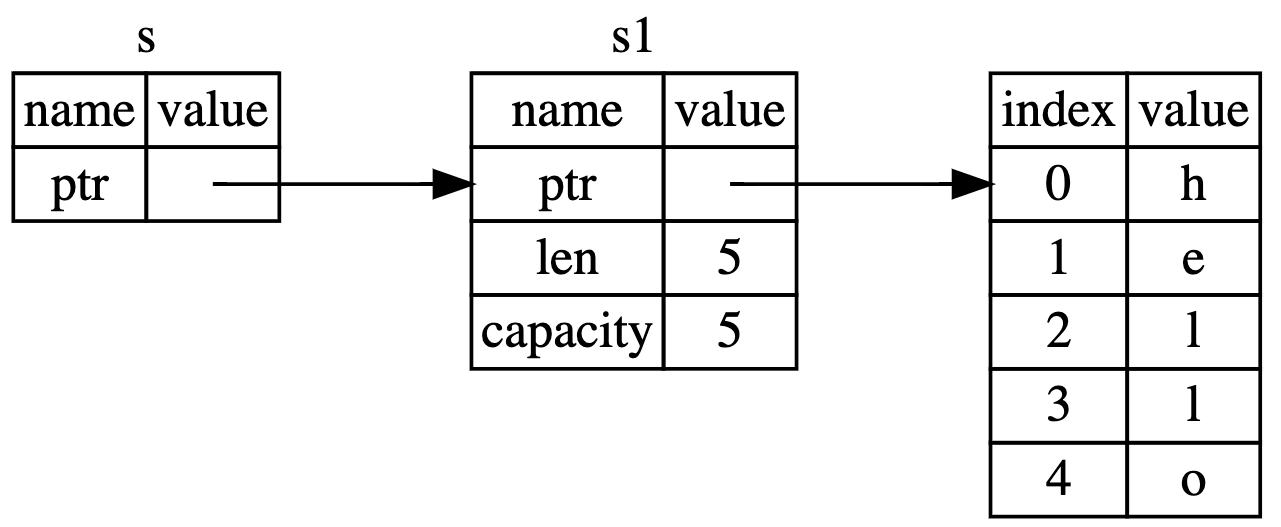 s
name value
ptr
s1
name value
ptr
len 5
capacity 5
index value
0 h
1 e
2 l
3 l
4 o